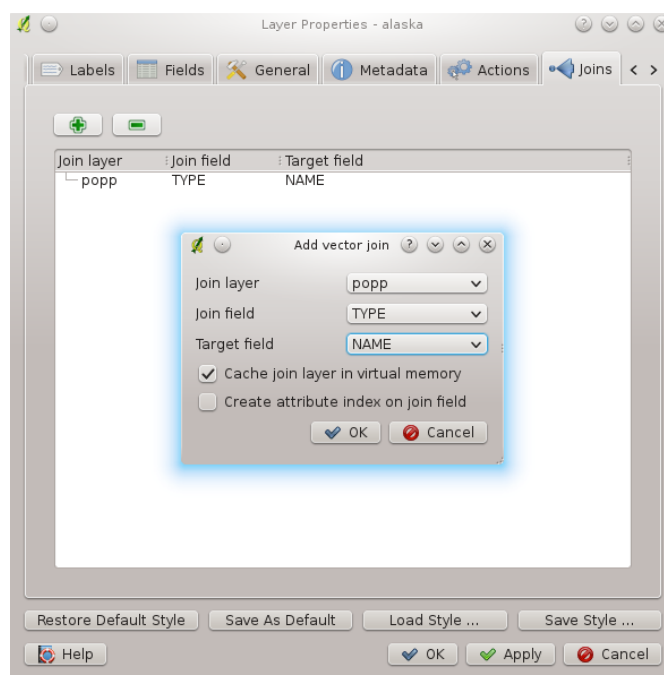 Layer Properties - alaska
Labels Fields General Metadata Actions Joins < >
Join layer Join field Target field
popp TYPE NAME
Add vector join
Join layer popp
Join field TYPE
Target field NAME
Cache join layer in virtual memory
Create attribute index on join field
OK Cancel
Restore Default Style Save As Default Load Style ... Save Style ...
Help OK Apply Cancel